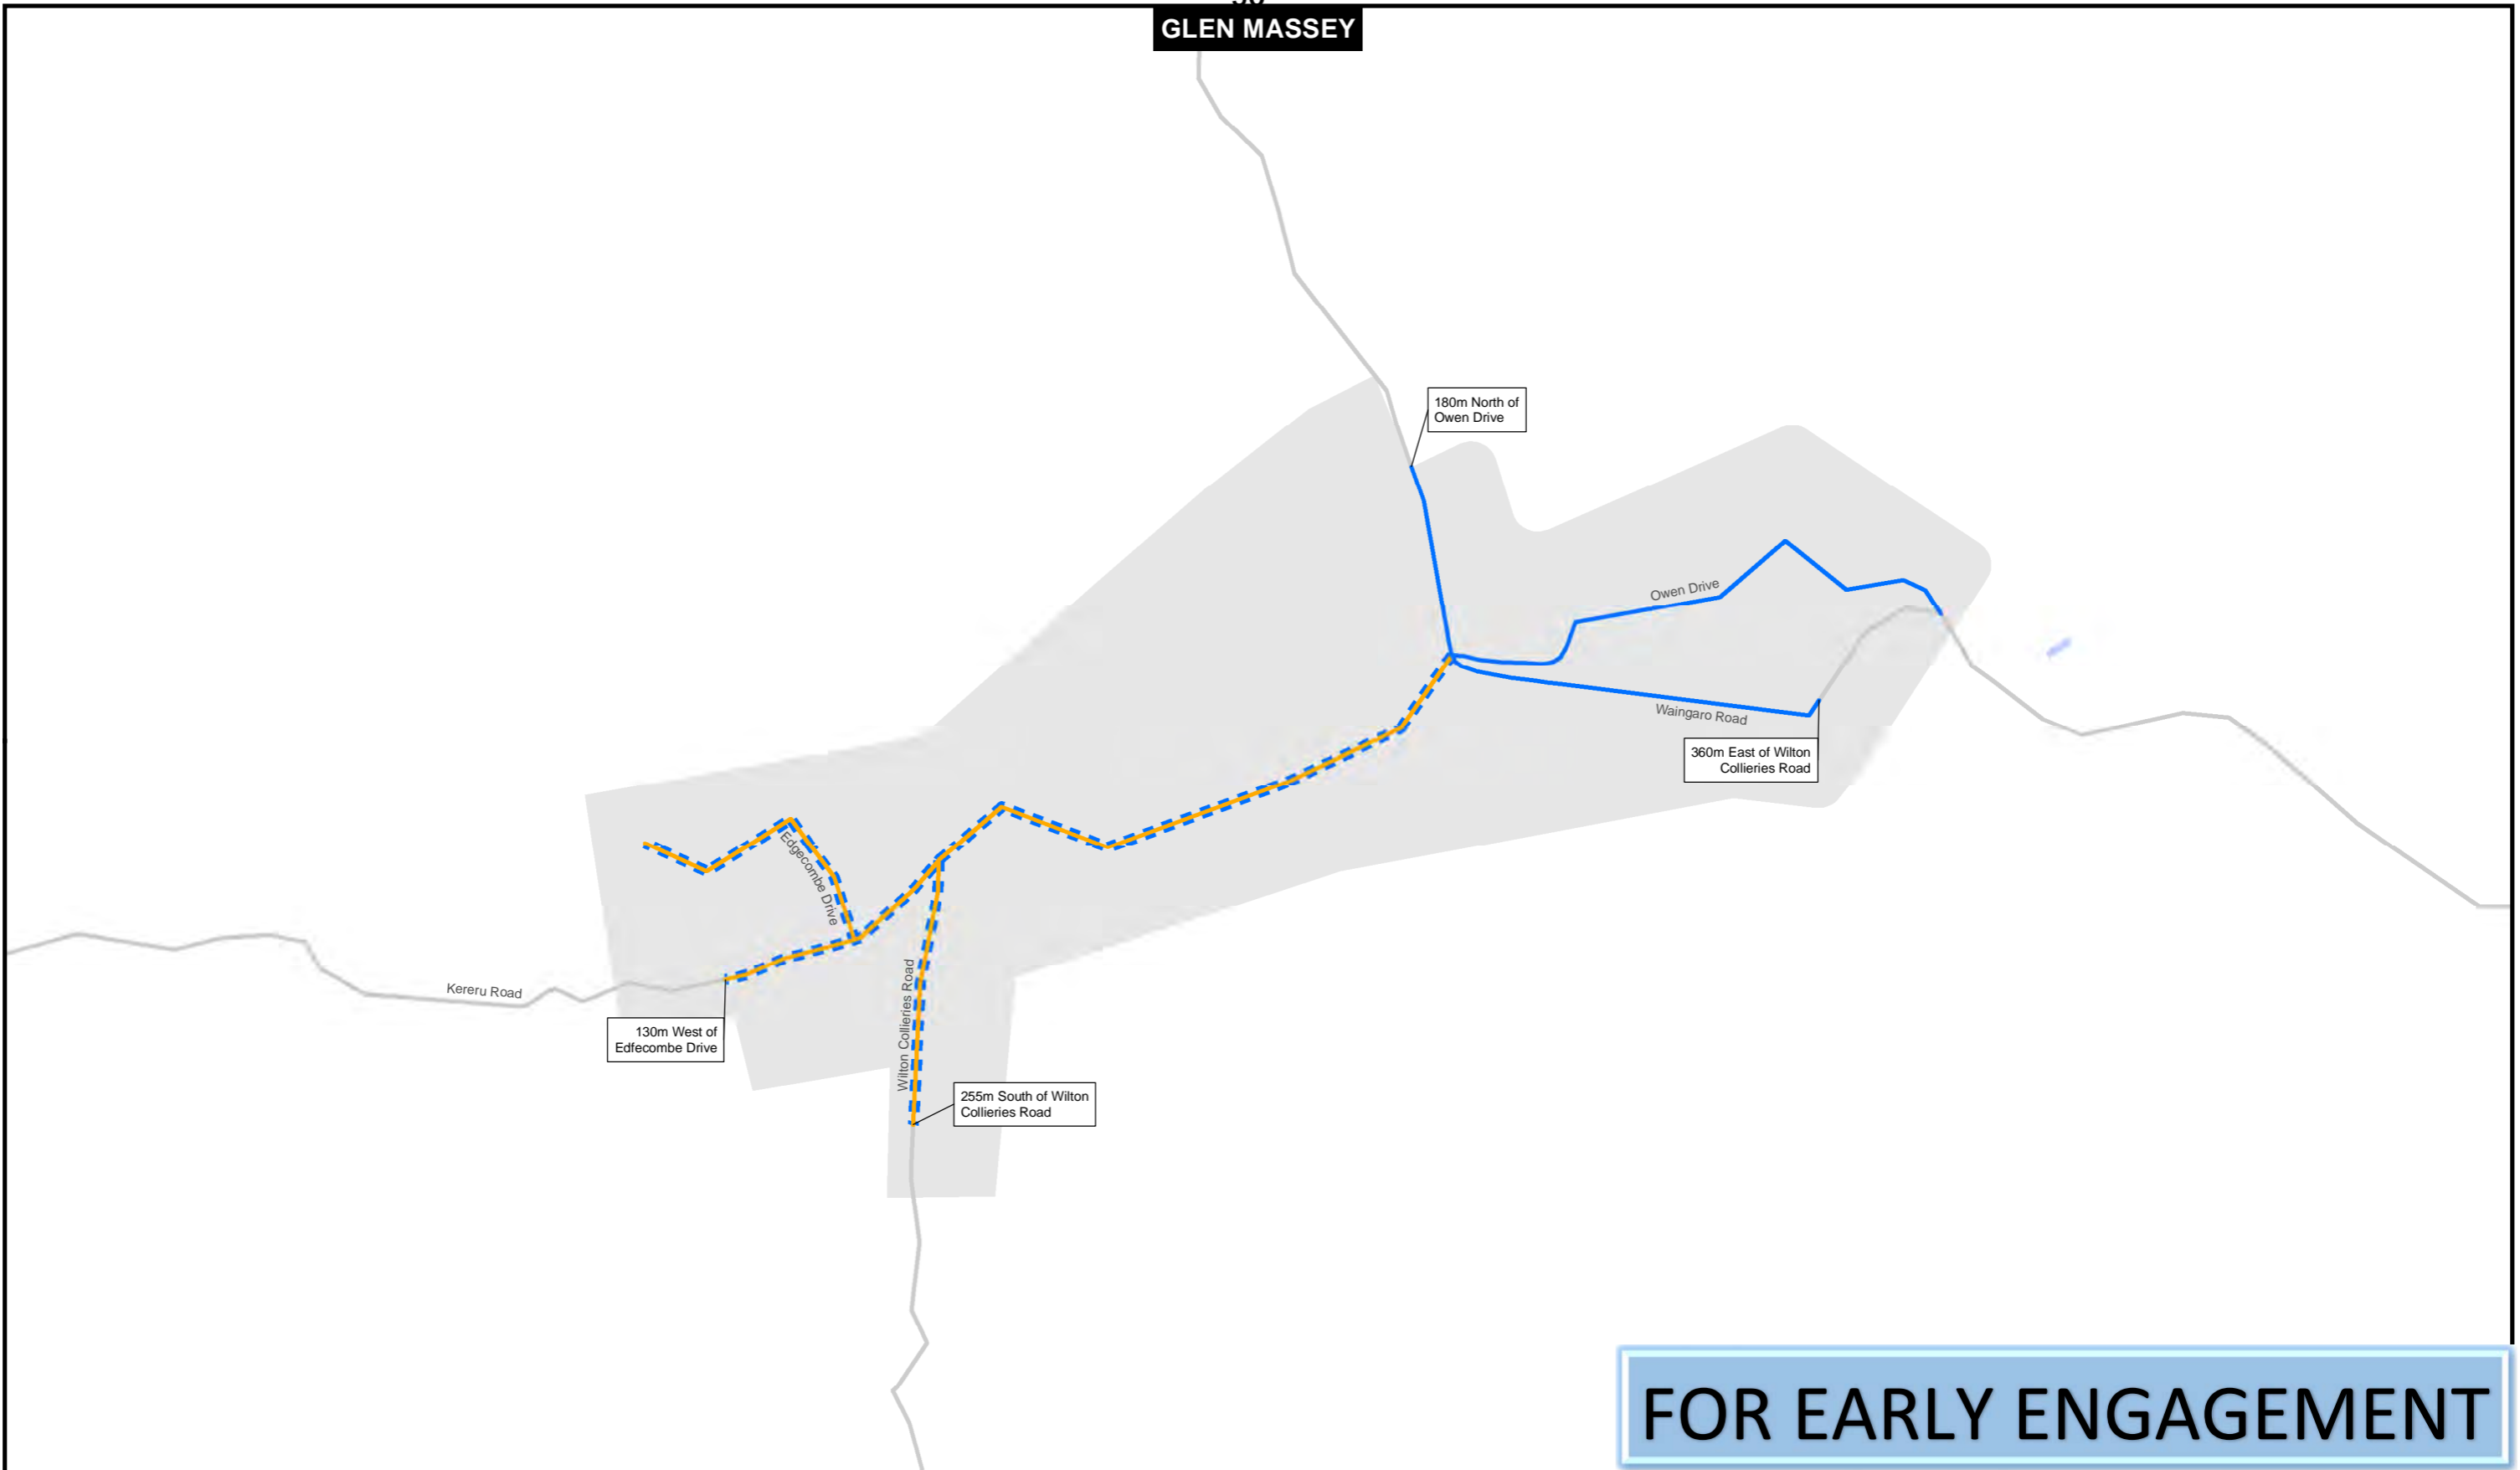 GLEN MASSEY
180m North of
Owen Drive
Owen Drive
Waingaro Road
360m East of Wilton
Collieries Road
Edgecombe Drive
Kereru Road
130m West of
Edfecombe Drive
Wilton Collieries Road
255m South of Wilton
Collieries Road
FOR EARLY ENGAGEMENT